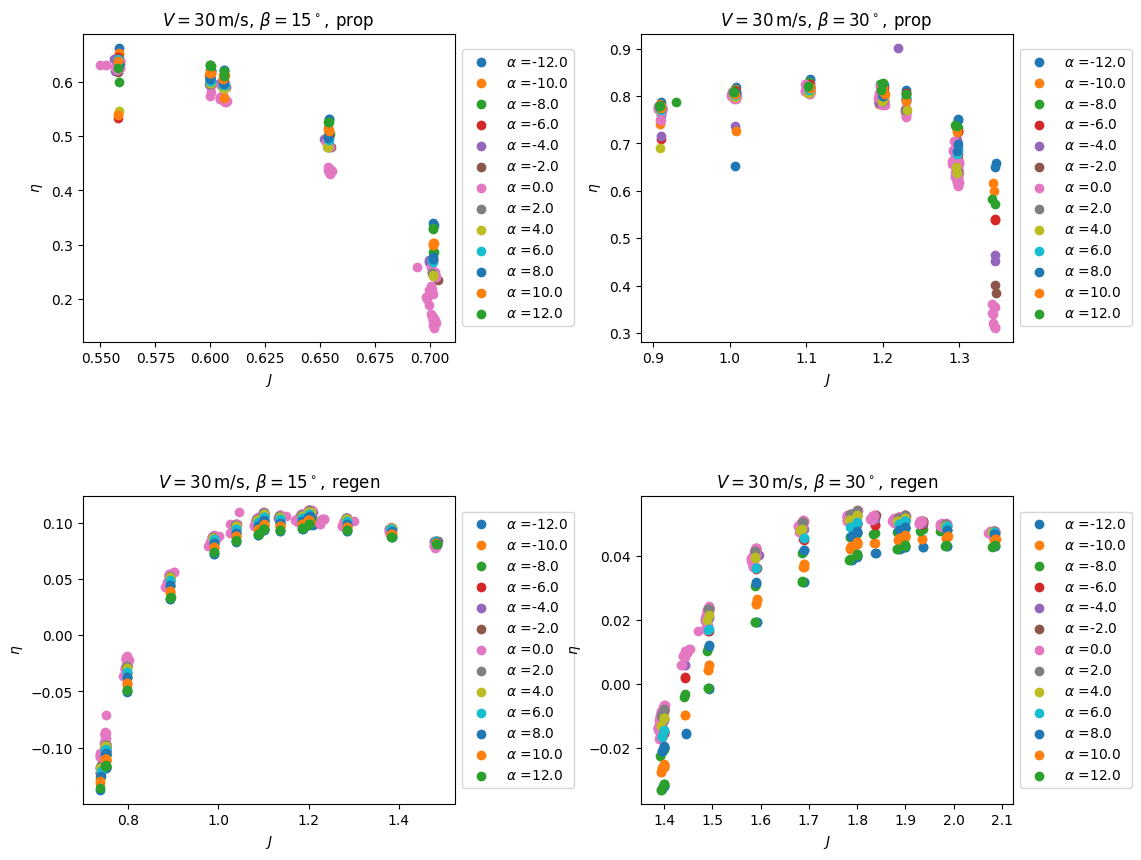 V = 30 m/s, β = 15°, prop
η
0.6
0.5
0.4
0.3
0.2
0.550 0.575 0.600 0.625 0.650 0.675 0.700
J
α =-12.0
α =-10.0
α =-8.0
α =-6.0
α =-4.0
α =-2.0
α =0.0
α =2.0
α =4.0
α =6.0
α =8.0
α =10.0
α =12.0
V = 30 m/s, β = 30°, prop
η
0.9
0.8
0.7
0.6
0.5
0.4
0.3
0.9 1.0 1.1 1.2 1.3
J
α =-12.0
α =-10.0
α =-8.0
α =-6.0
α =-4.0
α =-2.0
α =0.0
α =2.0
α =4.0
α =6.0
α =8.0
α =10.0
α =12.0
V = 30 m/s, β = 15°, regen
η
0.10
0.05
0.00
−0.05
−0.10
0.8 1.0 1.2 1.4
J
α =-12.0
α =-10.0
α =-8.0
α =-6.0
α =-4.0
α =-2.0
α =0.0
α =2.0
α =4.0
α =6.0
α =8.0
α =10.0
α =12.0
V = 30 m/s, β = 30°, regen
η
0.04
0.02
0.00
−0.02
1.4 1.5 1.6 1.7 1.8 1.9 2.0 2.1
J
α =-12.0
α =-10.0
α =-8.0
α =-6.0
α =-4.0
α =-2.0
α =0.0
α =2.0
α =4.0
α =6.0
α =8.0
α =10.0
α =12.0